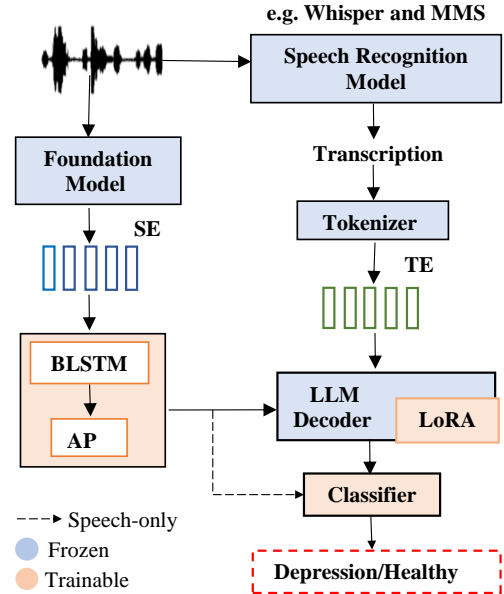 e.g. Whisper and MMS
Speech Recognition
Model
Foundation
Model
Transcription
Tokenizer
SE
TE
BLSTM
AP
LLM
Decoder
LoRA
Classifier
Speech-only
Frozen
Trainable
Depression/Healthy